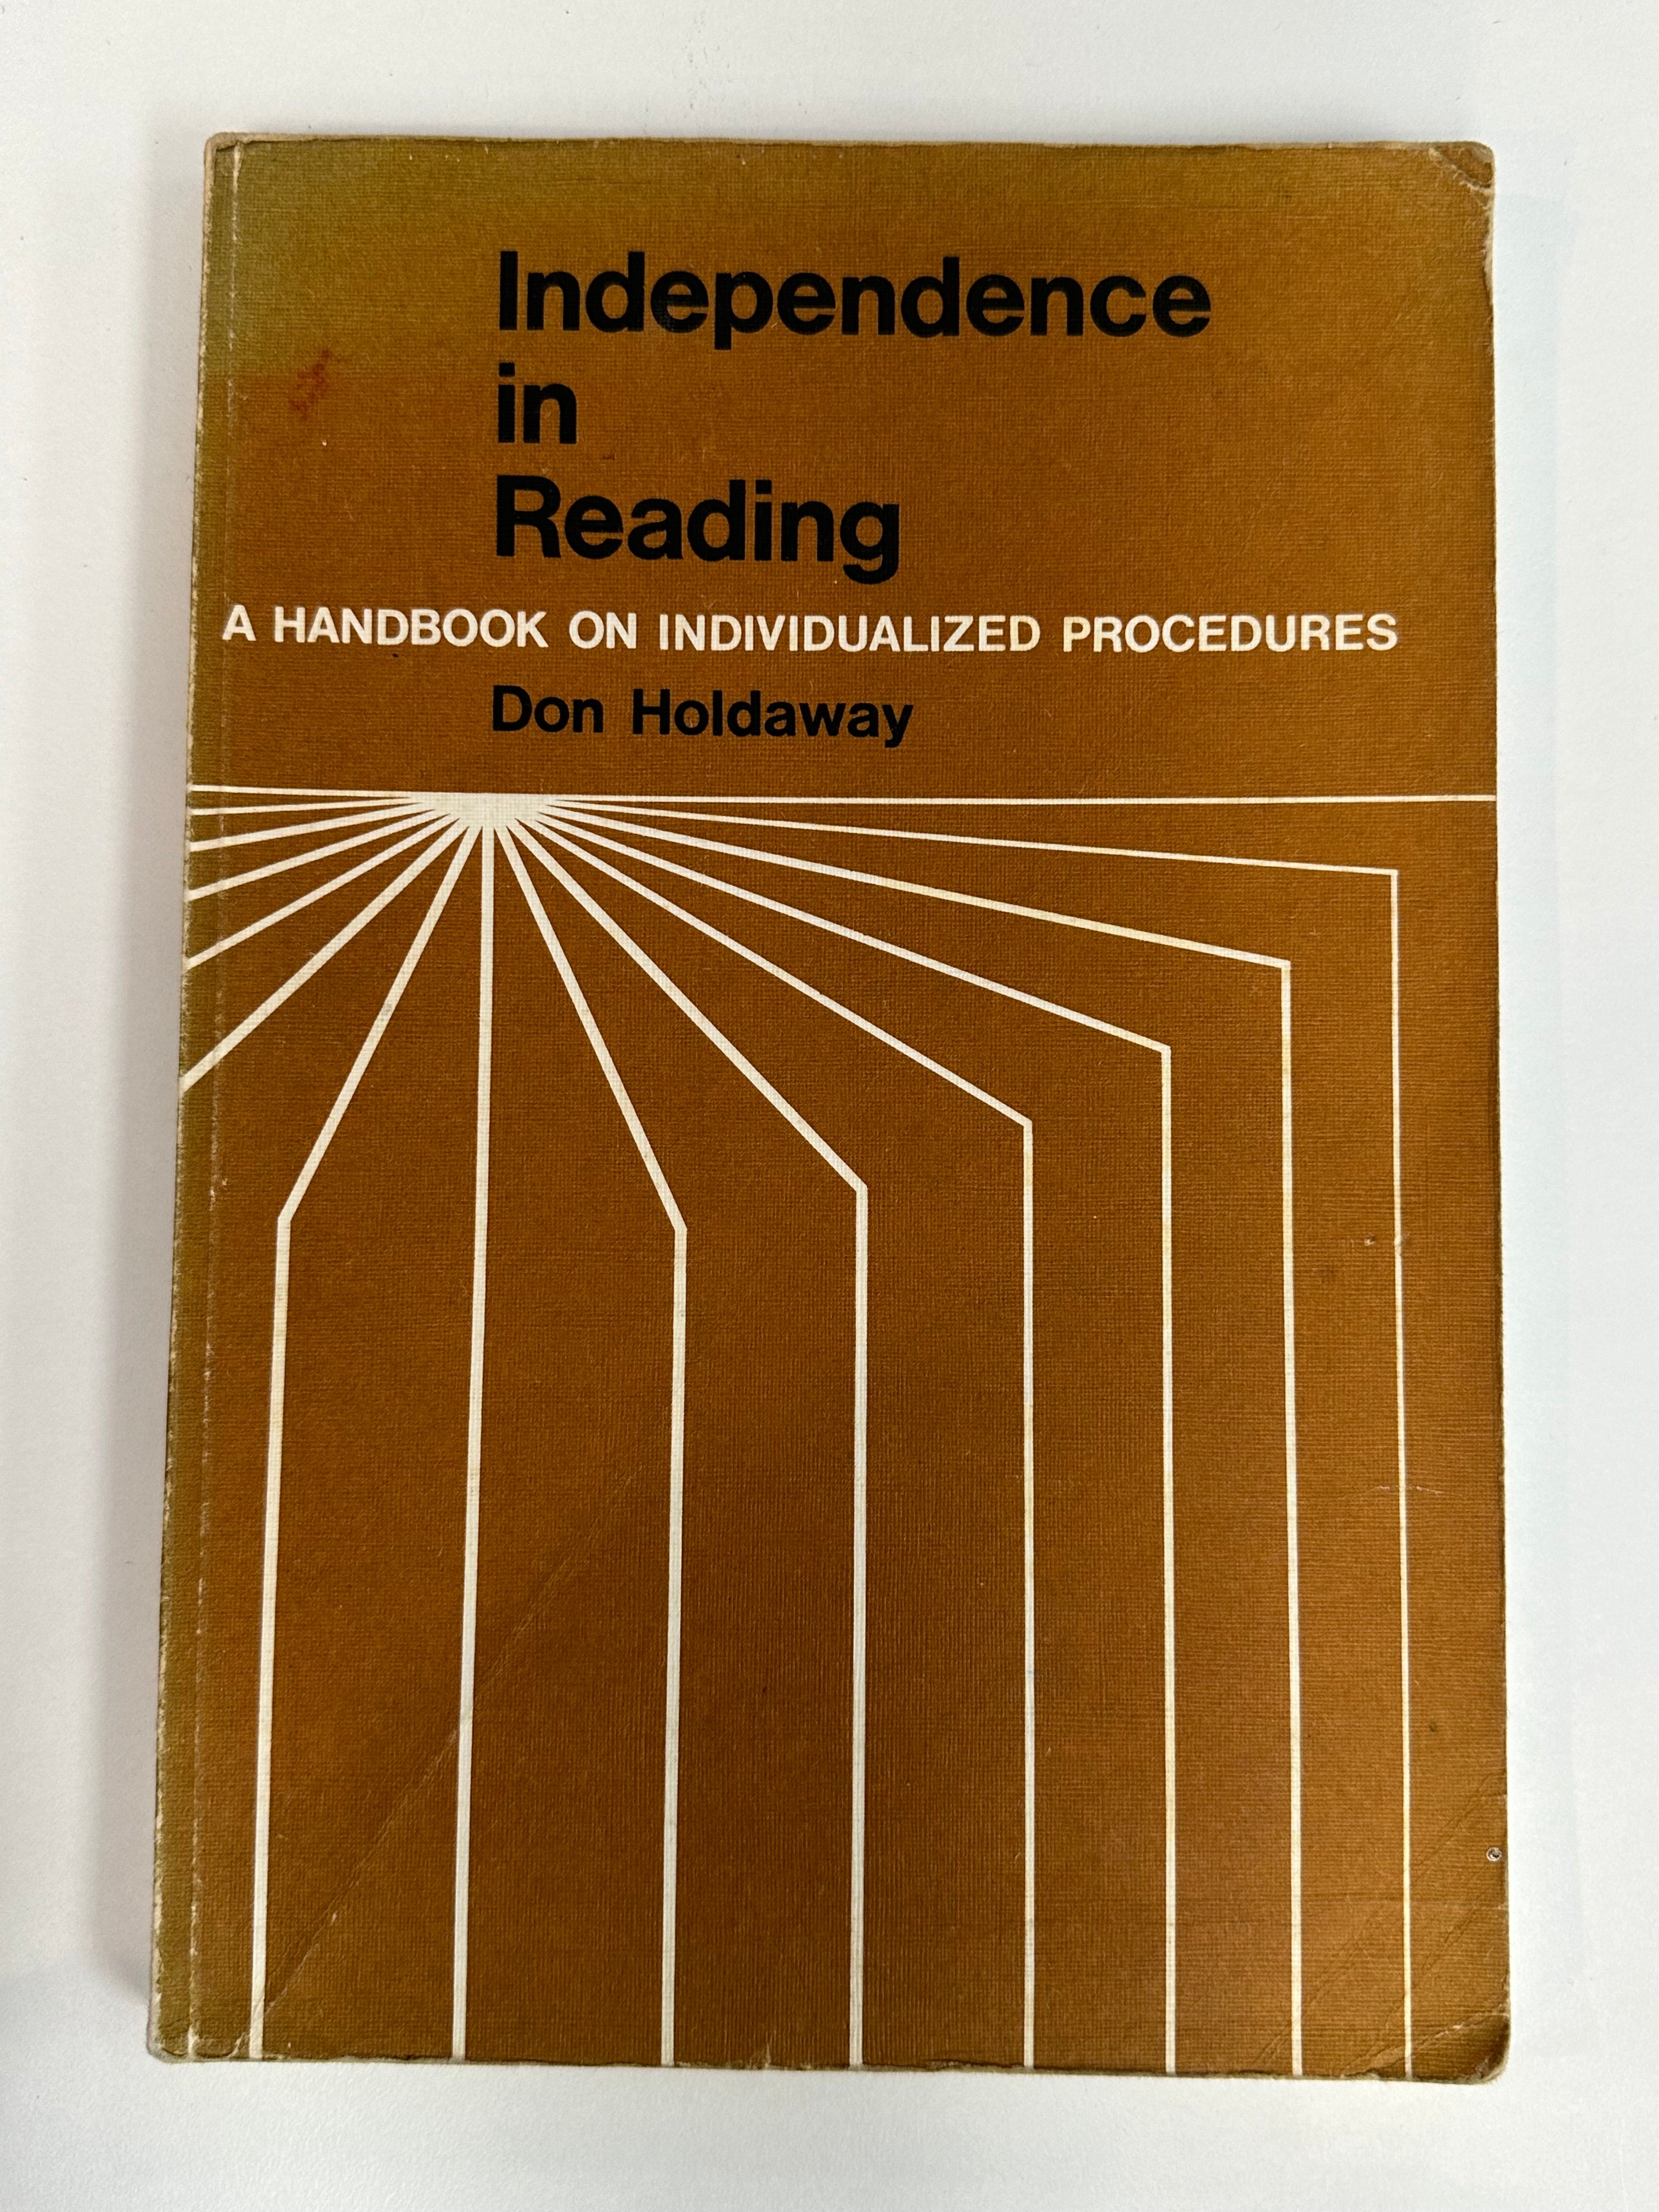 Independence
in
Reading
A HANDBOOK ON INDIVIDUALIZED PROCEDURES
Don Holdaway